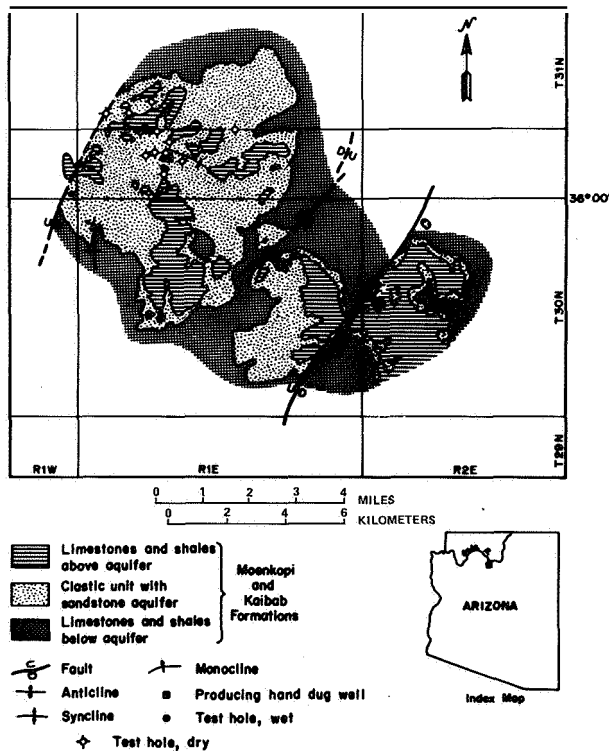 N
T31N
D/U
36°00'
U
D
T30N
U
D
T29N
R1W
R1E
R2E
0 1 2 3 4 MILES
0 2 4 6 KILOMETERS
Limestones and shales
above aquifer
Clastic unit with
sandstone aquifer
Limestones and shales
below aquifer
Moenkopi
and
Kaibab
Formations
U
D
Fault
Monocline
Anticline
Producing hand dug well
Syncline
Test hole, wet
Test hole, dry
ARIZONA
Index Map